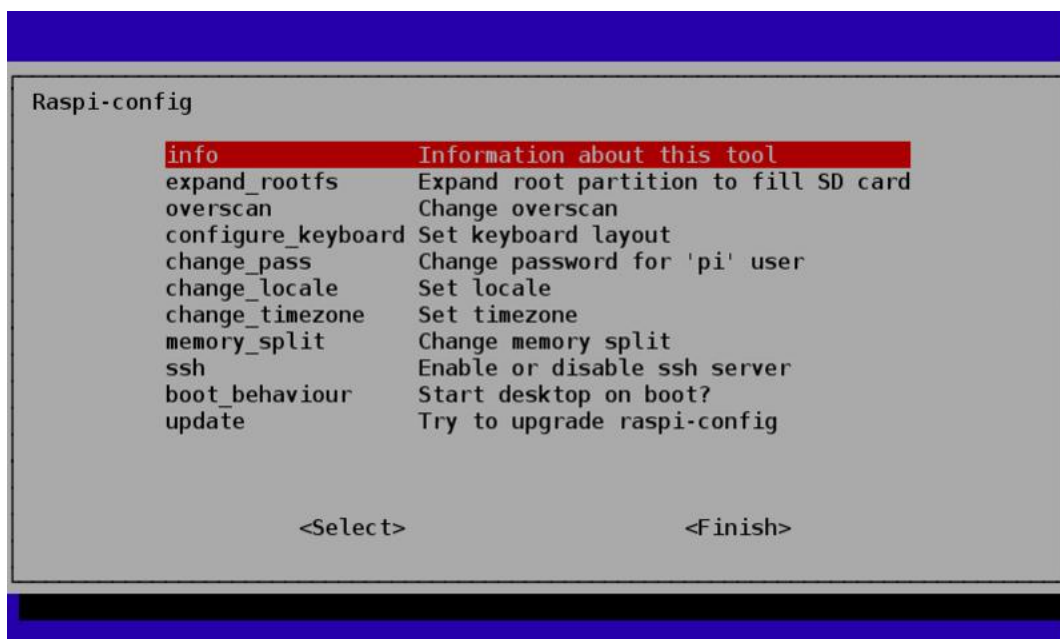 Raspi-config
info Information about this tool
expand_rootfs Expand root partition to fill SD card
overscan Change overscan
configure_keyboard Set keyboard layout
change_pass Change password for 'pi' user
change_locale Set locale
change_timezone Set timezone
memory_split Change memory split
ssh Enable or disable ssh server
boot_behaviour Start desktop on boot?
update Try to upgrade raspi-config
<Select> <Finish>